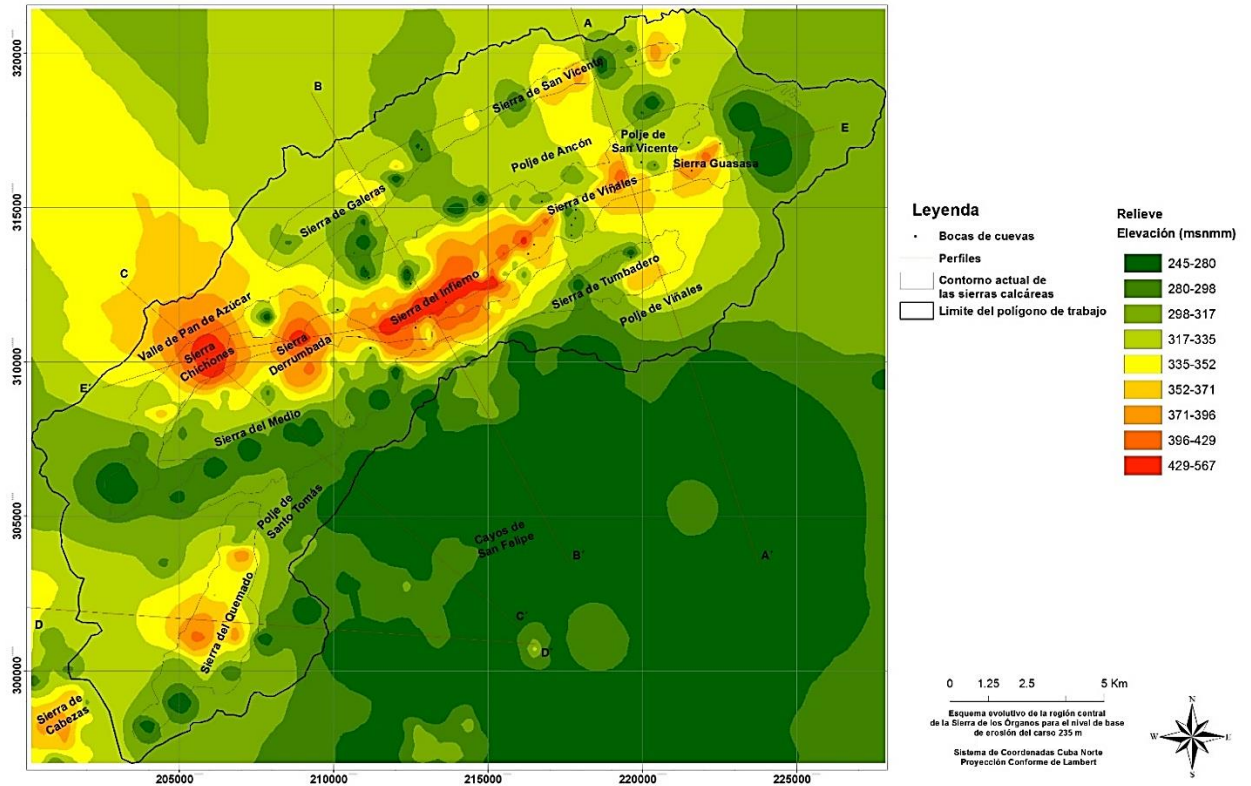 320000
315000
310000
305000
300000
205000
210000
215000
220000
225000
A
B
C
D
E
E'
A´
B´
C´
D´
Sierra de San Vicente
Polje de
San Vicente
Polje de Ancón
Sierra Guasasa
Sierra de Viñales
Sierra de Galeras
Sierra de Tumbadero
Polje de Viñales
Sierra del Infierno
Valle de Pan de Azúcar
Sierra
Chichones
Sierra
Derrumbada
Sierra del Medio
Polje de
Santo Tomás
Cayos de
San Felipe
Sierra del Quemado
Sierra de
Cabezas
Leyenda
Bocas de cuevas
Perfiles
Contorno actual de
las sierras calcáreas
Limite del polígono de trabajo
Relieve
Elevación (msnmm)
245-280
280-298
298-317
317-335
335-352
352-371
371-396
396-429
429-567
0 1.25 2.5 5 Km
Esquema evolutivo de la región central
de la Sierra de los Órganos para el nivel de base
de erosión del carso 235 m
Sistema de Coordenadas Cuba Norte
Proyección Conforme de Lambert
N
W E
S